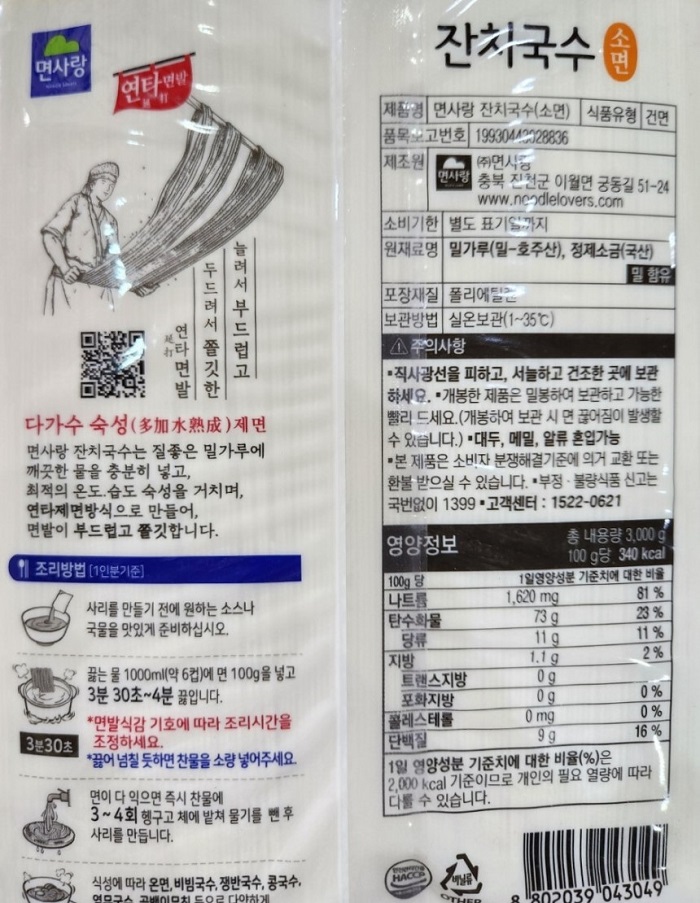 면사랑
연타면발
延打
늘려서 부드럽고
두드려서 쫄깃한
연타면발
延打
다가수 숙성(多加水熟成)제면
면사랑 잔치국수는 질좋은 밀가루에
깨끗한 물을 충분히 넣고,
최적의 온도.습도 숙성을 거치며,
연타제면방식으로 만들어,
면발이 부드럽고 쫄깃합니다.
조리방법 [1인분기준]
사리를 만들기 전에 원하는 소스나
국물을 맛있게 준비하십시오.
끓는 물 1000ml(약 6컵)에 면 100g을 넣고
3분 30초~4분 끓입니다.
*면발식감 기호에 따라 조리시간을
조정하세요.
*끓어 넘칠 듯하면 찬물을 소량 넣어주세요.
3분30초
면이 다 익으면 즉시 찬물에
3~4회 헹구고 체에 밭쳐 물기를 뺀 후
사리를 만듭니다.
식성에 따라 온면, 비빔국수, 쟁반국수, 콩국수,
잔치국수 소면
제품명 면사랑 잔치국수(소면) 식품유형 건면
품목보고번호
제조원 면사랑 ㈜면사랑
충북 진천군 이월면 궁동길 51-24
www.noodlelovers.com
소비기한 별도 표기일까지
원재료명 밀가루(밀-호주산), 정제소금(국산)
밀 함유
포장재질 폴리에틸렌
보관방법 실온보관(1~35℃)
주의사항
▪직사광선을 피하고, 서늘하고 건조한 곳에 보관
하세요. ▪개봉한 제품은 밀봉하여 보관하고 가능한
빨리 드세요.(개봉하여 보관 시 면 끊어짐이 발생할
수 있습니다.) ▪대두, 메밀, 알류 혼입가능
▪본 제품은 소비자 분쟁해결기준에 의거 교환 또는
환불 받으실 수 있습니다. ▪부정·불량식품 신고는
국번없이 1399 ▪고객센터 : 1522-0621
영양정보 총 내용량 3,000 g
100 g당 340 kcal
100g 당 1일영양성분 기준치에 대한 비율
나트륨 1,620 mg 81 %
탄수화물 73 g 23 %
당류 11 g 11 %
지방 1.1 g 2 %
트랜스지방 0 g
포화지방 0 g 0 %
콜레스테롤 0 mg 0 %
단백질 9 g 16 %
1일 영양성분 기준치에 대한 비율(%)은
2,000 kcal 기준이므로 개인의 필요 열량에 따라
다를 수 있습니다.
HACCP
비닐류
OTHER
8 802039 043049